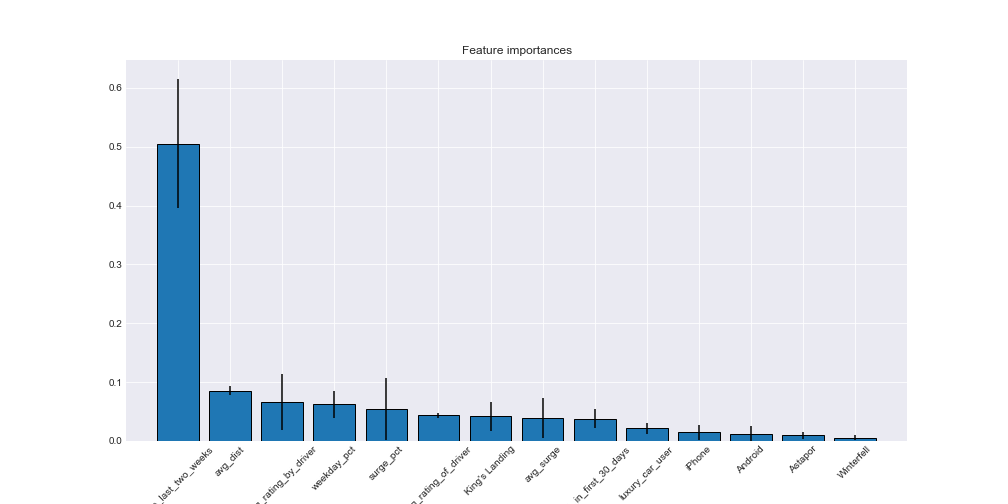 Feature importances
0.6
0.5
0.4
0.3
0.2
0.1
0.0
_last_two_weeks
avg_dist
_rating_by_driver
weekday_pct
surge_pct
_rating_of_driver
King's Landing
avg_surge
in_first_30_days
luxury_car_user
iPhone
Android
Astapor
Winterfell